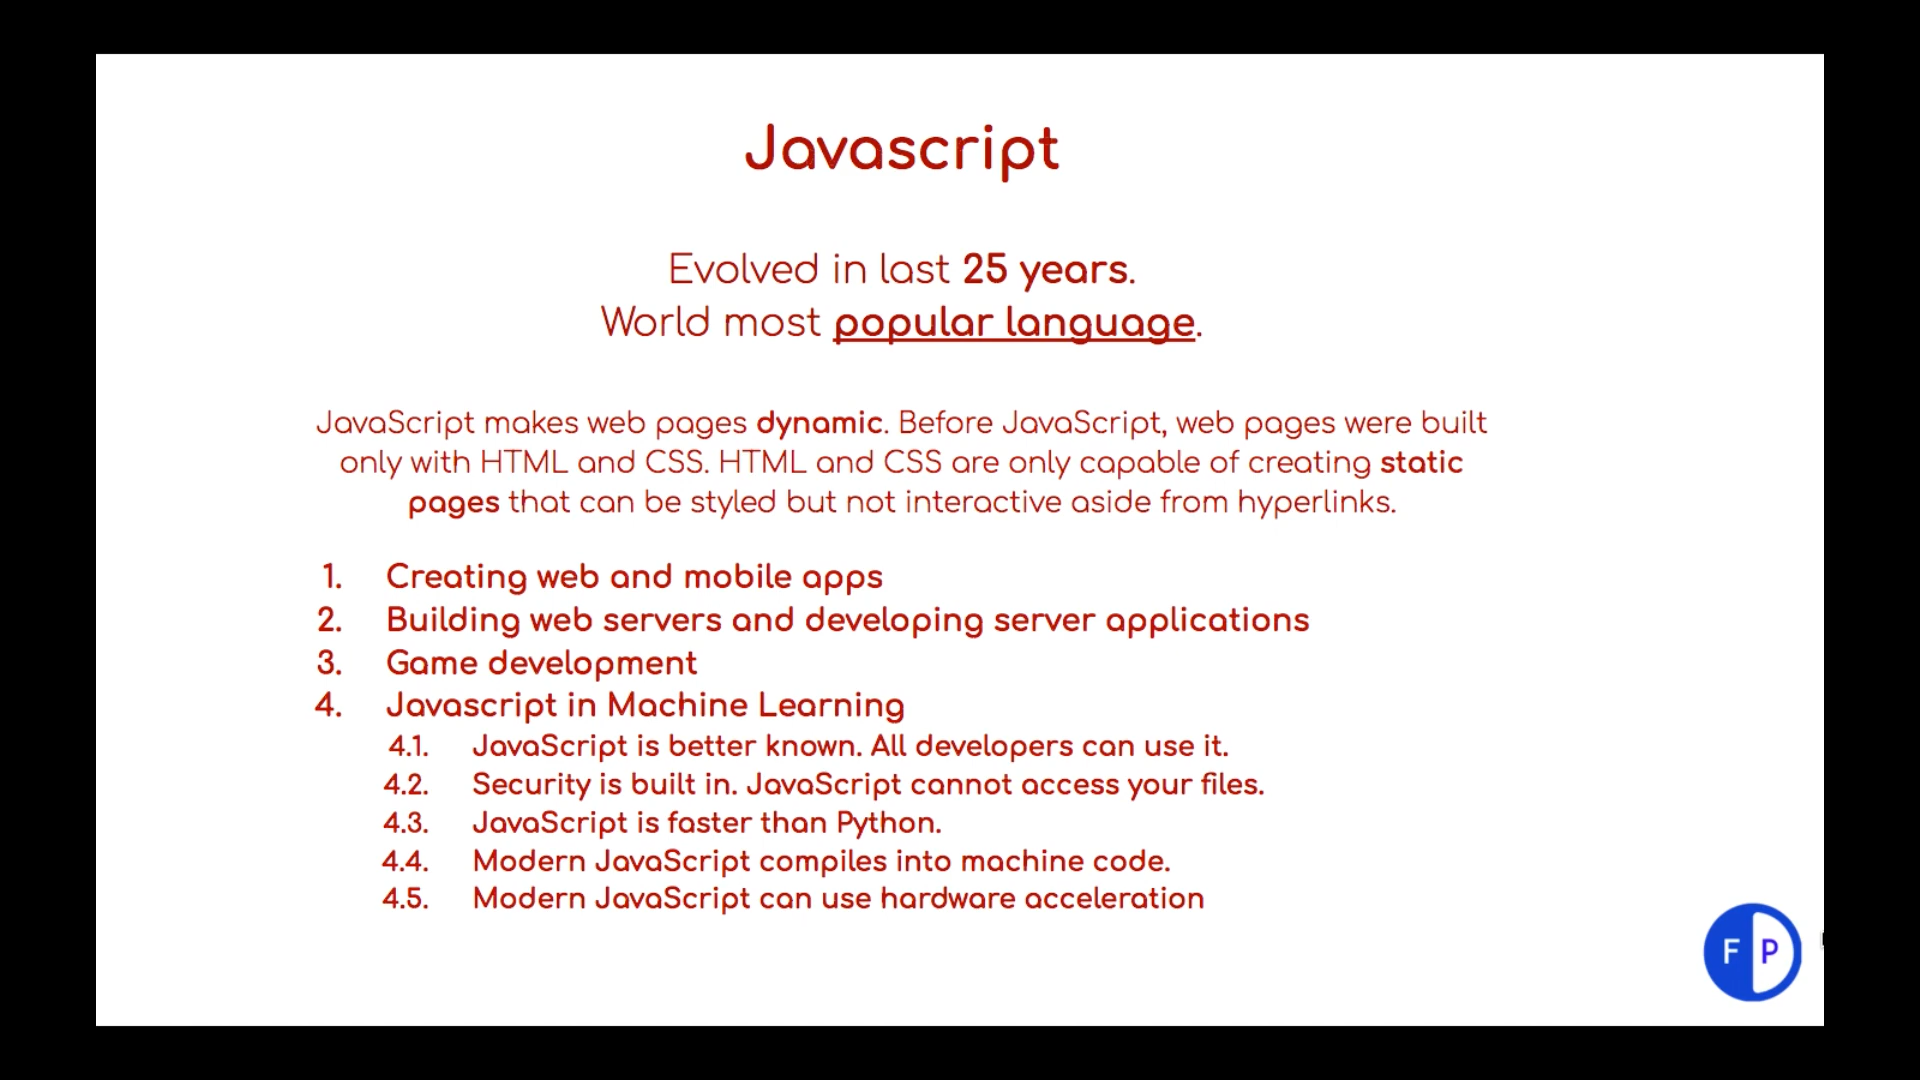 Javascript
Evolved in last 25 years.
World most popular language.
JavaScript makes web pages dynamic. Before JavaScript, web pages were built
only with HTML and CSS. HTML and CSS are only capable of creating static
pages that can be styled but not interactive aside from hyperlinks.
1. Creating web and mobile apps
2. Building web servers and developing server applications
3. Game development
4. Javascript in Machine Learning
4.1. JavaScript is better known. All developers can use it.
4.2. Security is built in. JavaScript cannot access your files.
4.3. JavaScript is faster than Python.
4.4. Modern JavaScript compiles into machine code.
4.5. Modern JavaScript can use hardware acceleration
F P